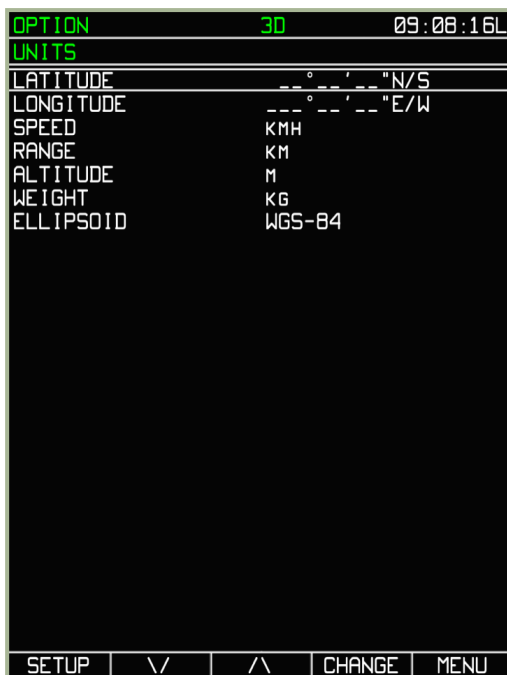 OPTION 3D 09:08:16L
UNITS
LATITUDE __°__'__"N/S
LONGITUDE ___°__'__"E/W
SPEED KMH
RANGE KM
ALTITUDE M
WEIGHT KG
ELLIPSOID WGS-84
SETUP \/ /\ CHANGE MENU